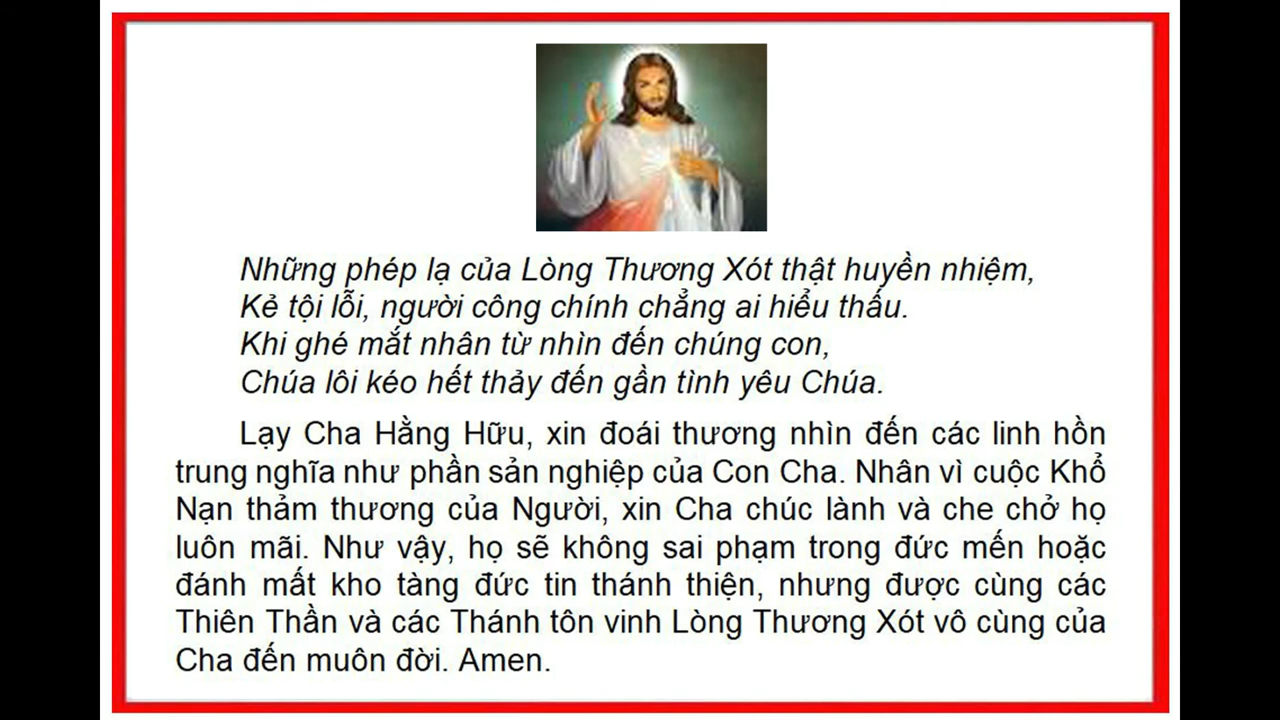 Những phép lạ của Lòng Thương Xót thật huyền nhiệm,
Kẻ tội lỗi, người công chính chẳng ai hiểu thấu.
Khi ghé mắt nhân từ nhìn đến chúng con,
Chúa lôi kéo hết thảy đến gần tình yêu Chúa.
Lạy Cha Hằng Hữu, xin đoái thương nhìn đến các linh hồn
trung nghĩa như phần sản nghiệp của Con Cha. Nhân vì cuộc Khổ
Nạn thảm thương của Người, xin Cha chúc lành và che chở họ
luôn mãi. Như vậy, họ sẽ không sai phạm trong đức mến hoặc
đánh mất kho tàng đức tin thánh thiện, nhưng được cùng các
Thiên Thần và các Thánh tôn vinh Lòng Thương Xót vô cùng của
Cha đến muôn đời. Amen.